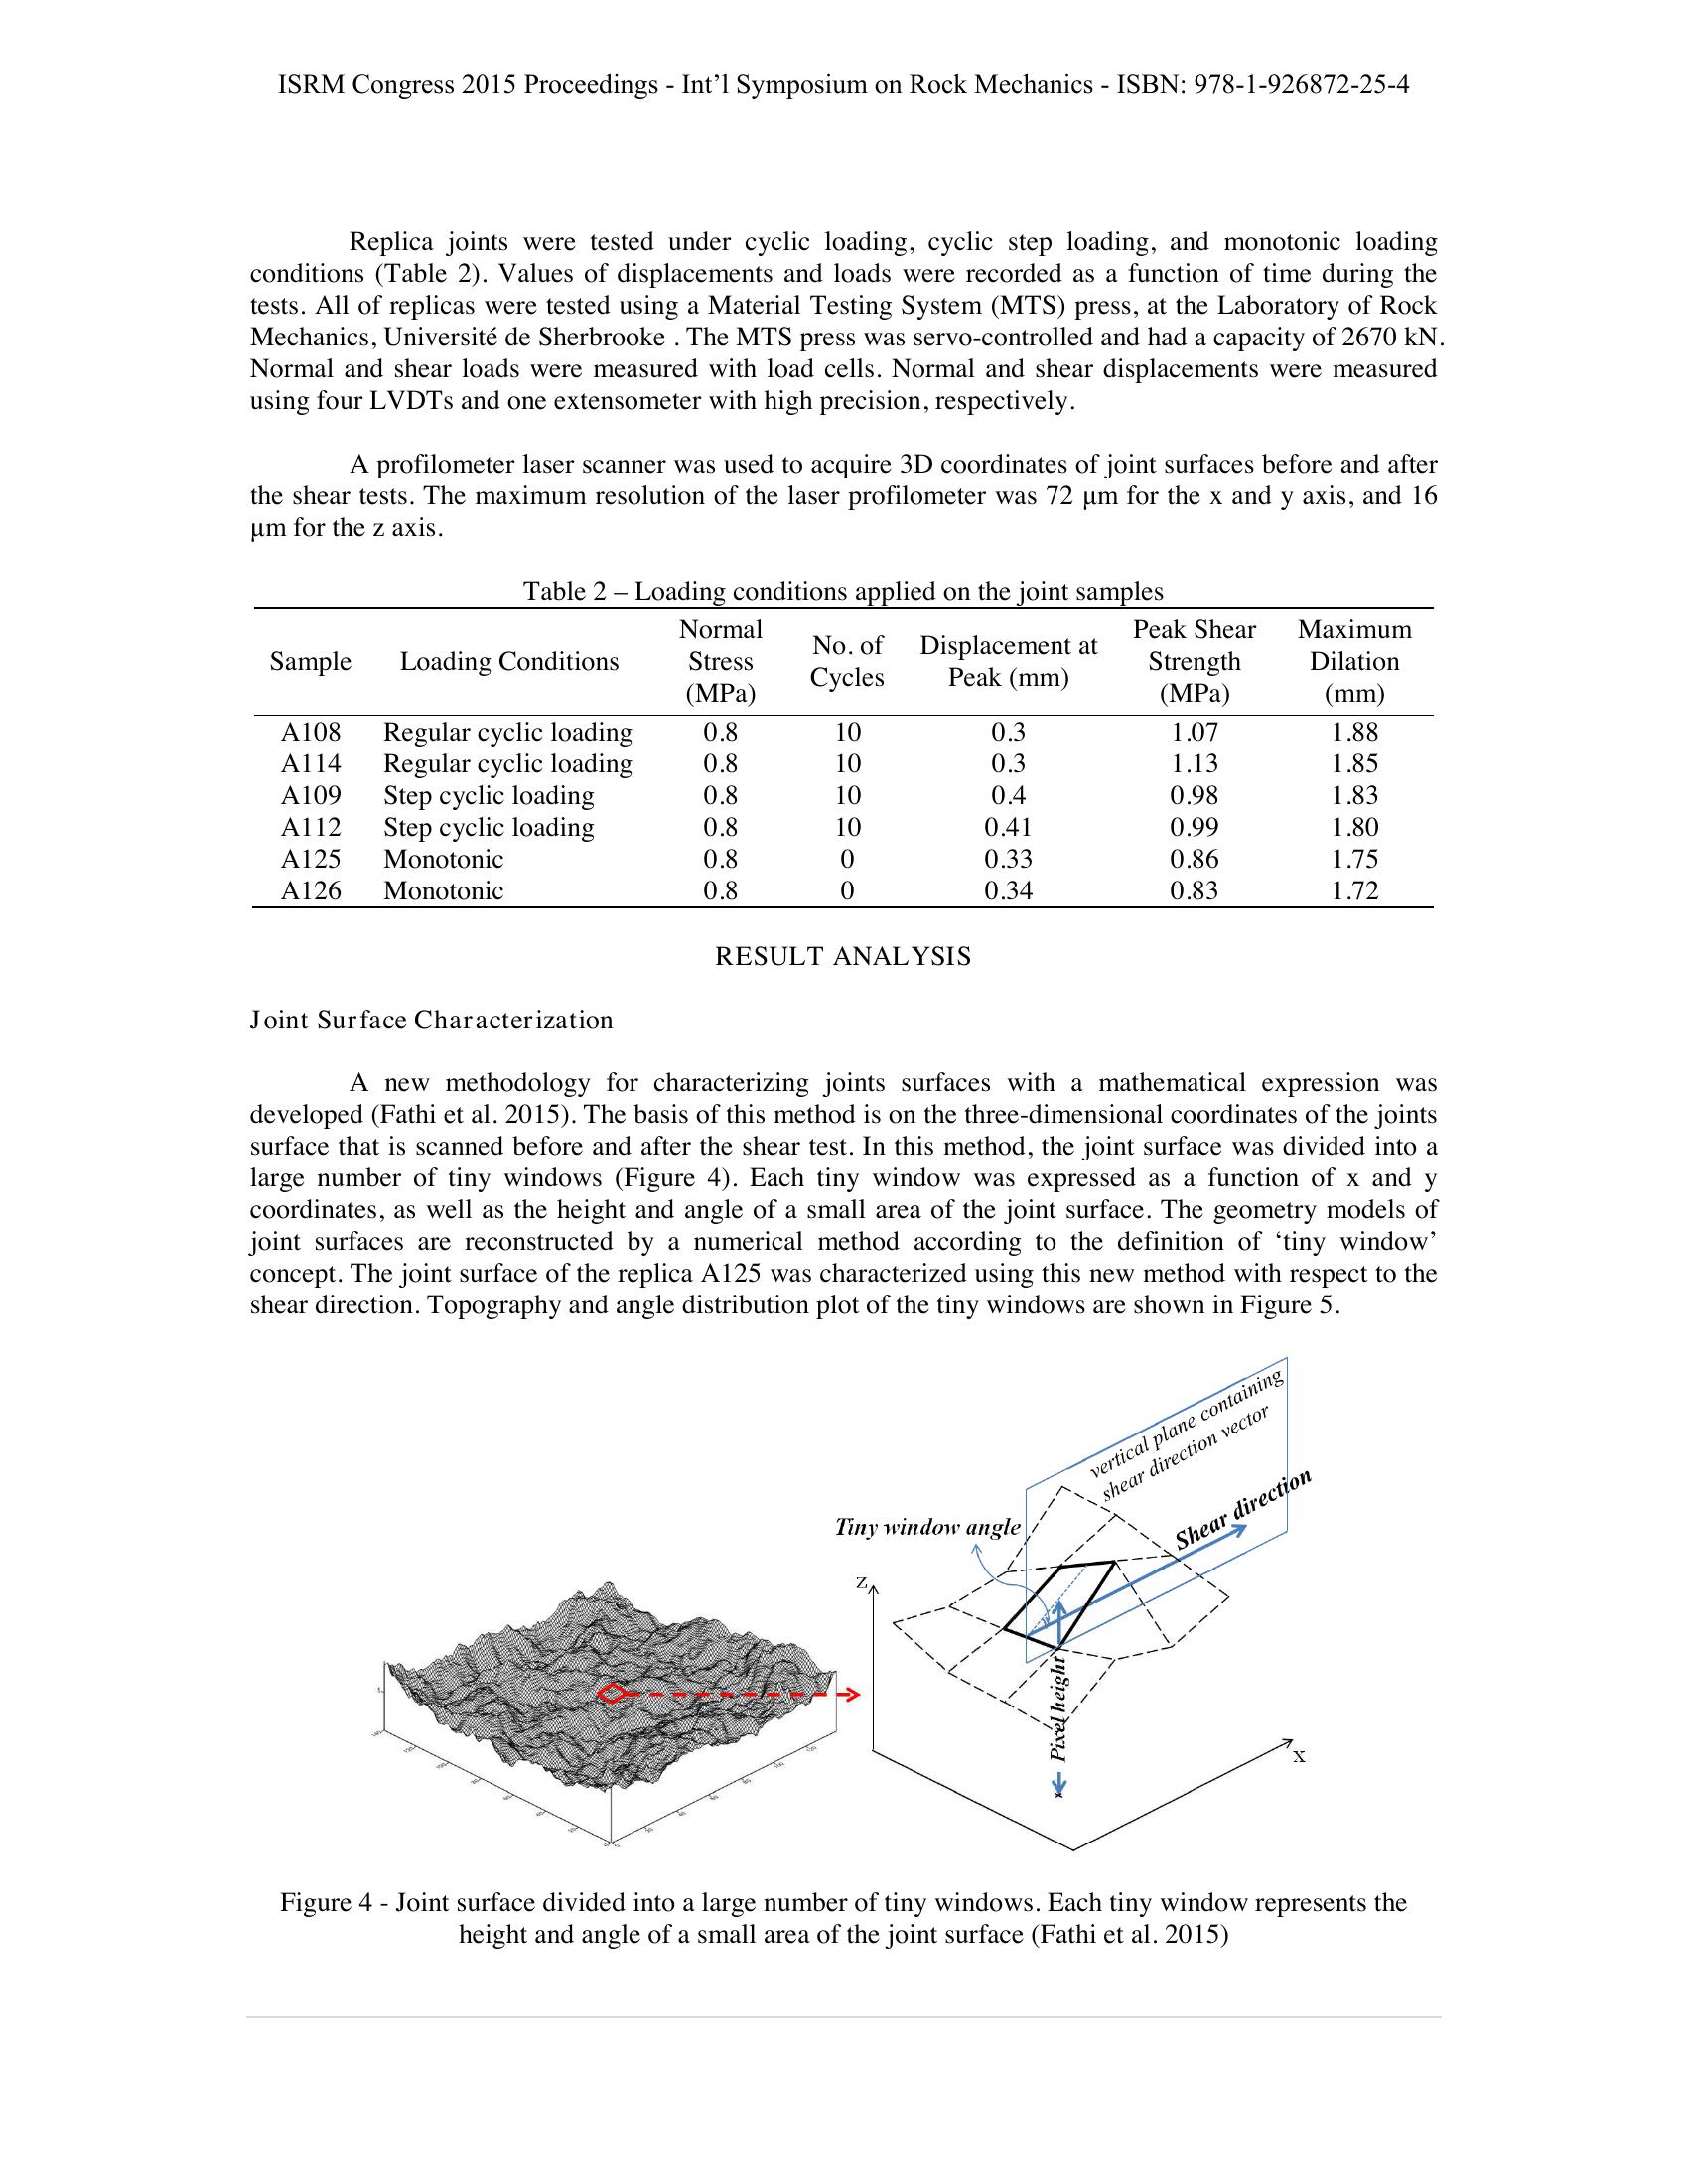 ISRM Congress 2015 Proceedings - Int’l Symposium on Rock Mechanics - ISBN: 978-1-926872-25-4
Replica joints were tested under cyclic loading, cyclic step loading, and monotonic loading
conditions (Table 2). Values of displacements and loads were recorded as a function of time during the
tests. All of replicas were tested using a Material Testing System (MTS) press, at the Laboratory of Rock
Mechanics, Université de Sherbrooke . The MTS press was servo-controlled and had a capacity of 2670 kN.
Normal and shear loads were measured with load cells. Normal and shear displacements were measured
using four LVDTs and one extensometer with high precision, respectively.
A profilometer laser scanner was used to acquire 3D coordinates of joint surfaces before and after
the shear tests. The maximum resolution of the laser profilometer was 72 μm for the x and y axis, and 16
μm for the z axis.
Table 2 – Loading conditions applied on the joint samples
Sample Loading Conditions Normal Stress (MPa) No. of Cycles Displacement at Peak (mm) Peak Shear Strength (MPa) Maximum Dilation (mm)
A108 Regular cyclic loading 0.8 10 0.3 1.07 1.88
A114 Regular cyclic loading 0.8 10 0.3 1.13 1.85
A109 Step cyclic loading 0.8 10 0.4 0.98 1.83
A112 Step cyclic loading 0.8 10 0.41 0.99 1.80
A125 Monotonic 0.8 0 0.33 0.86 1.75
A126 Monotonic 0.8 0 0.34 0.83 1.72
RESULT ANALYSIS
Joint Surface Characterization
A new methodology for characterizing joints surfaces with a mathematical expression was
developed (Fathi et al. 2015). The basis of this method is on the three-dimensional coordinates of the joints
surface that is scanned before and after the shear test. In this method, the joint surface was divided into a
large number of tiny windows (Figure 4). Each tiny window was expressed as a function of x and y
coordinates, as well as the height and angle of a small area of the joint surface. The geometry models of
joint surfaces are reconstructed by a numerical method according to the definition of ‘tiny window’
concept. The joint surface of the replica A125 was characterized using this new method with respect to the
shear direction. Topography and angle distribution plot of the tiny windows are shown in Figure 5.
vertical plane containing
shear direction vector
Shear direction
Tiny window angle
Z
Pixel height
X
Figure 4 - Joint surface divided into a large number of tiny windows. Each tiny window represents the
height and angle of a small area of the joint surface (Fathi et al. 2015)